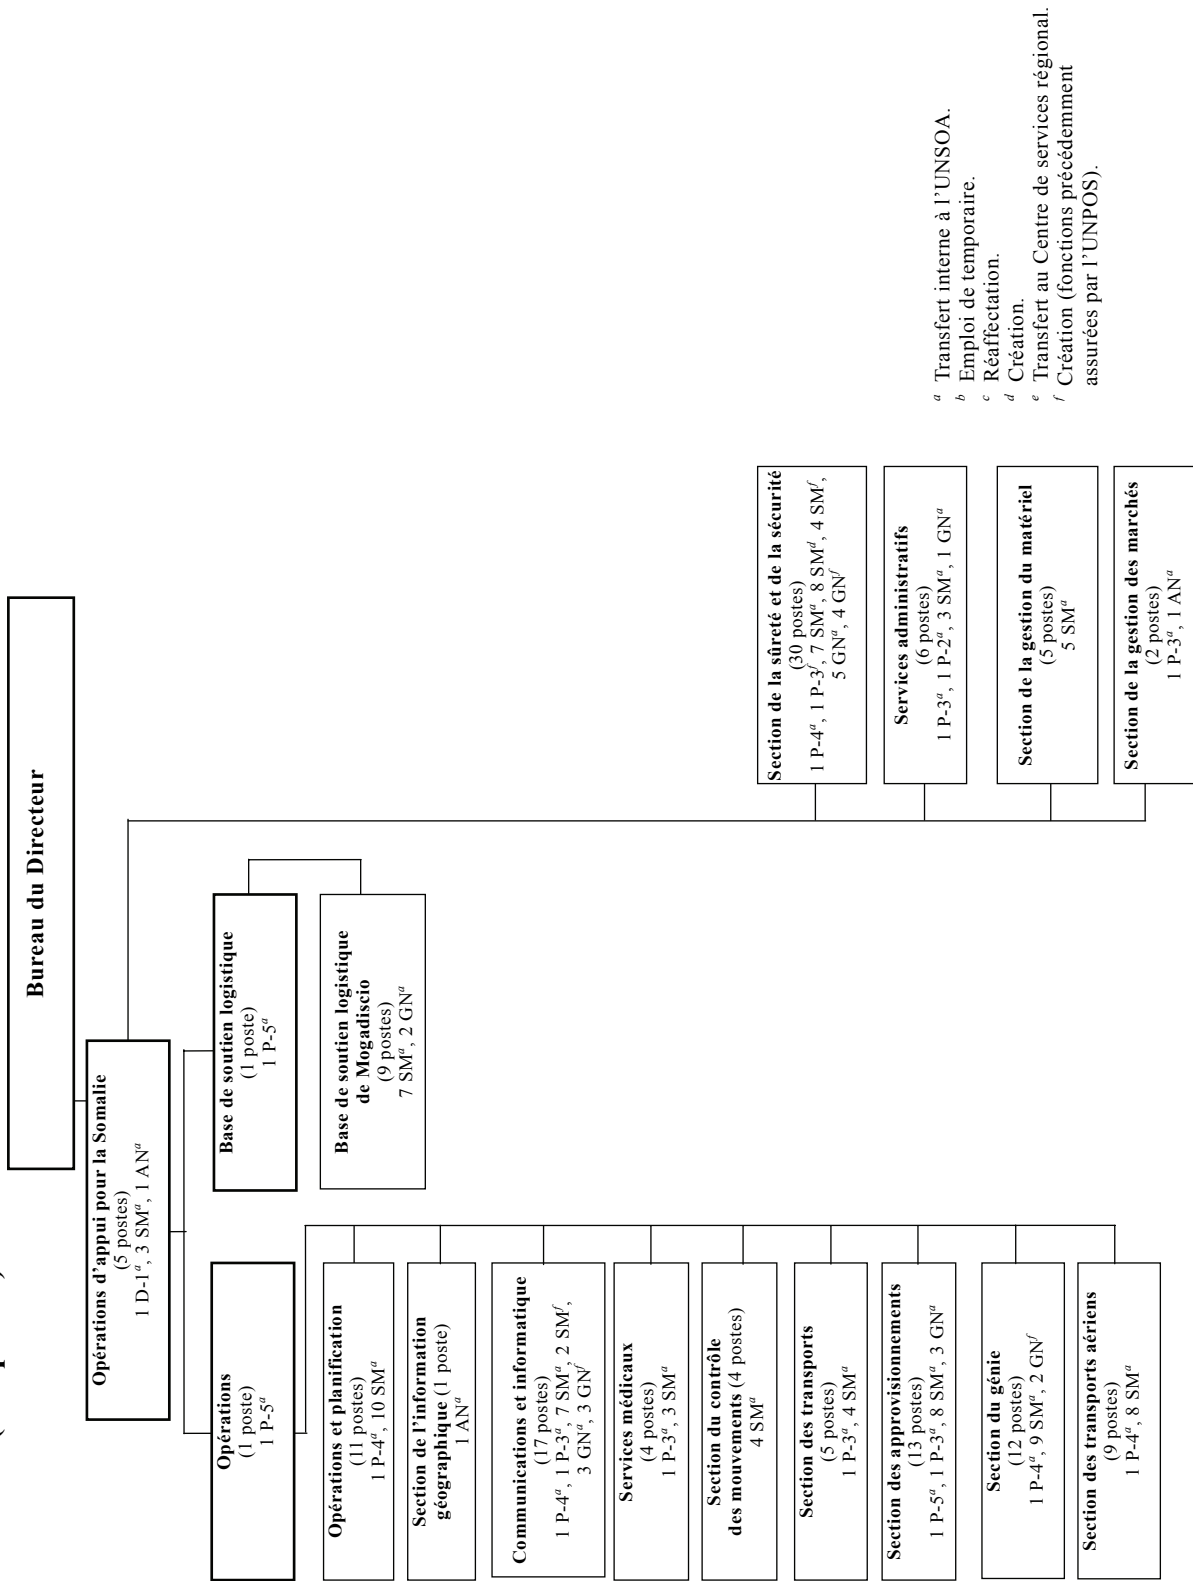 Bureau du Directeur
Opérations d'appui pour la Somalie
(5 postes)
1 D-1ᵃ, 3 SMᵃ, 1 ANᵃ
Opérations
(1 poste)
1 P-5ᵃ
Base de soutien logistique
(1 poste)
1 P-5ᵃ
Opérations et planification
(11 postes)
1 P-4ᵃ, 10 SMᵃ
Section de l'information
géographique (1 poste)
1 ANᵃ
Communications et informatique
(17 postes)
1 P-4ᵃ, 1 P-3ᵃ, 7 SMᵃ, 2 SMᶠ,
3 GNᵃ, 3 GNᶠ
Services médicaux
(4 postes)
1 P-3ᵃ, 3 SMᵃ
Section du contrôle
des mouvements (4 postes)
4 SMᵃ
Section des transports
(5 postes)
1 P-3ᵃ, 4 SMᵃ
Section des approvisionnements
(13 postes)
1 P-5ᵃ, 1 P-3ᵃ, 8 SMᵃ, 3 GNᵃ
Section du génie
(12 postes)
1 P-4ᵃ, 9 SMᵃ, 2 GNᶠ
Section des transports aériens
(9 postes)
1 P-4ᵃ, 8 SMᵃ
Base de soutien logistique
de Mogadiscio
(9 postes)
7 SMᵃ, 2 GNᵃ
Section de la sûreté et de la sécurité
(30 postes)
1 P-4ᵃ, 1 P-3ᶠ, 7 SMᵃ, 8 SMᵈ, 4 SMᶠ,
5 GNᵃ, 4 GNᶠ
Services administratifs
(6 postes)
1 P-3ᵃ, 1 P-2ᵃ, 3 SMᵃ, 1 GNᵃ
Section de la gestion du matériel
(5 postes)
5 SMᵃ
Section de la gestion des marchés
(2 postes)
1 P-3ᵃ, 1 ANᵃ
ᵃ Transfert interne à l'UNSOA.
ᵇ Emploi de temporaire.
ᶜ Réaffectation.
ᵈ Création.
ᵉ Transfert au Centre de services régional.
ᶠ Création (fonctions précédemment
assurées par l'UNPOS).